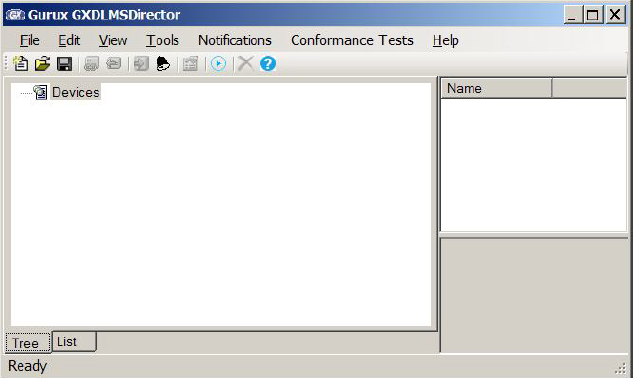 Gurux GXDLMSDirector
File Edit View Tools Notifications Conformance Tests Help
Devices
Name
Tree List
Ready